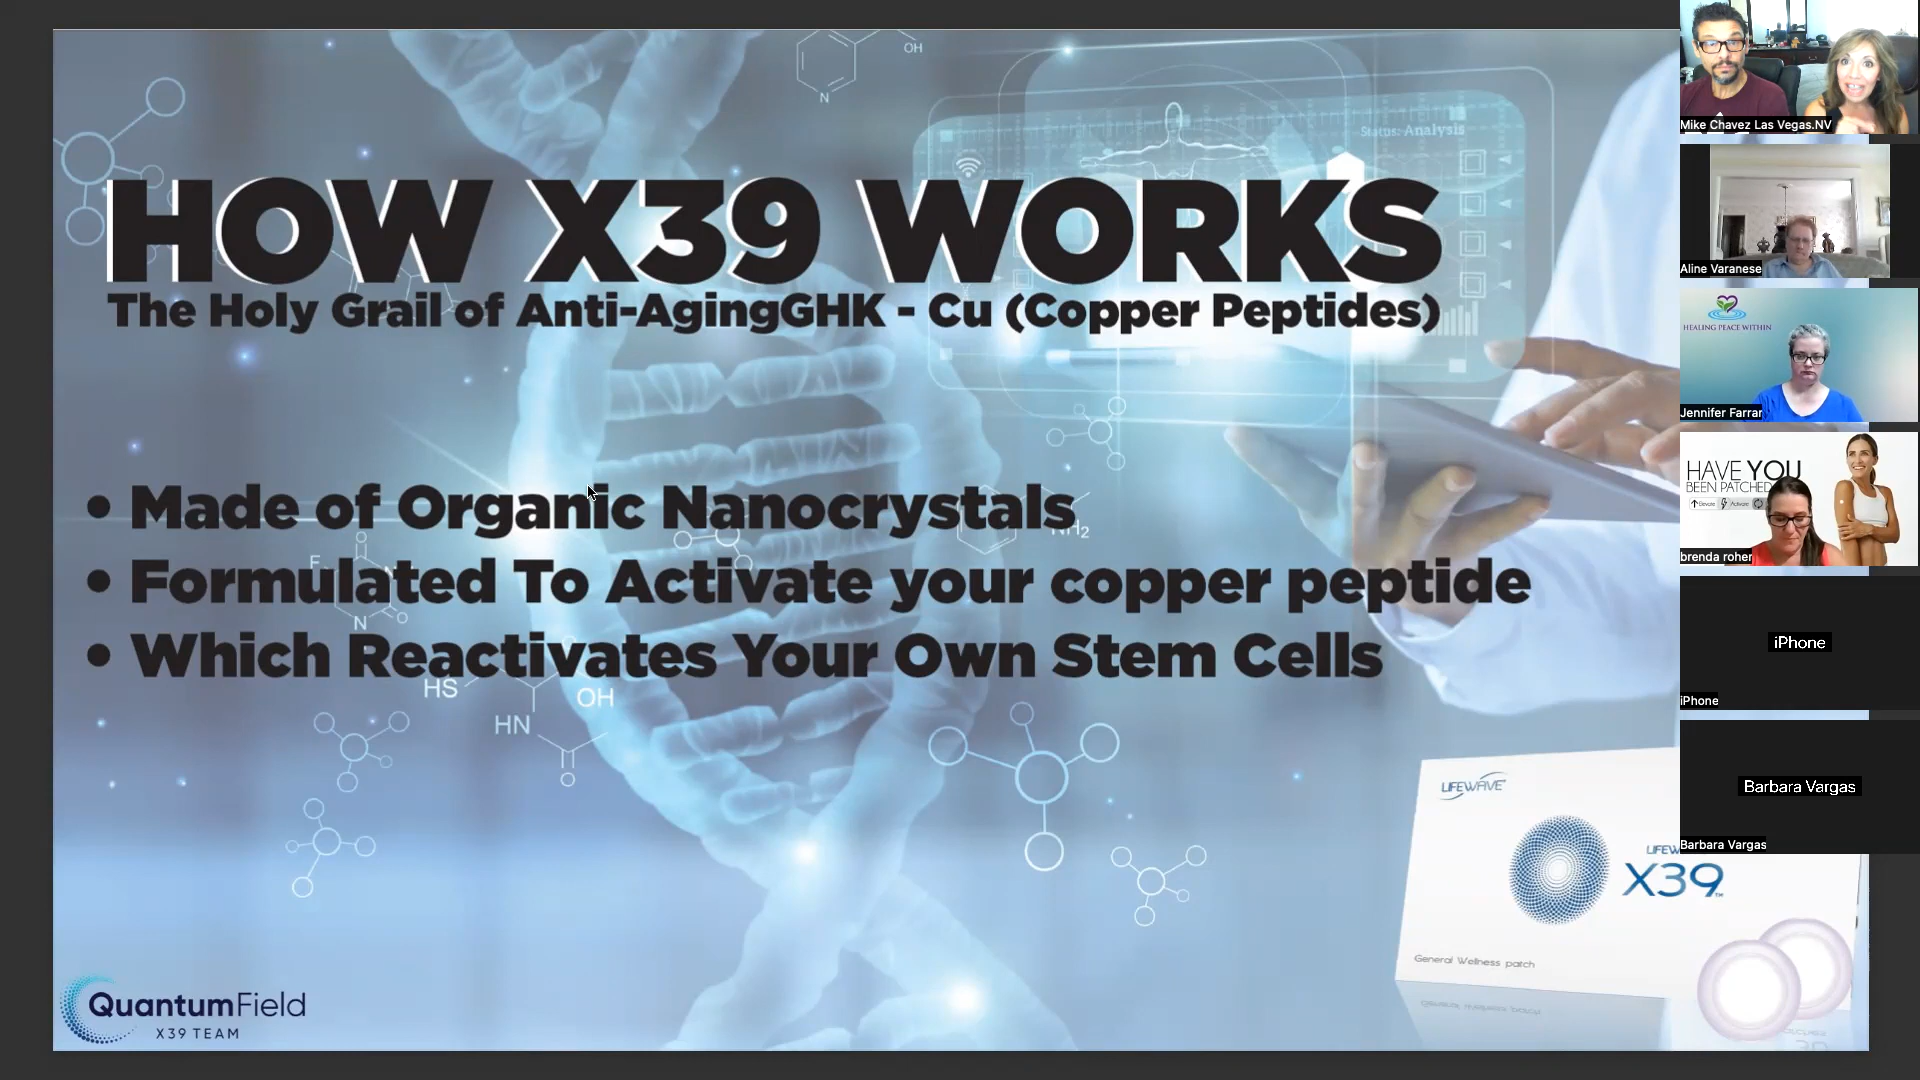 OH
N
Status: Analysis
HOW X39 WORKS
The Holy Grail of Anti-AgingGHK - Cu (Copper Peptides)
• Made of Organic Nanocrystals
NH₂
• Formulated To Activate your copper peptide
F
N
• Which Reactivates Your Own Stem Cells
HS
OH
HN
O
LIFEWAVE
LIFEW
X39
General Wellness patch
QuantumField
X39 TEAM
Mike Chavez Las Vegas.NV
Aline Varanese
HEALING PEACE WITHIN
Jennifer Farrar
HAVE YOU
BEEN PATCHED
Elevate Activate
brenda roher
iPhone
iPhone
Barbara Vargas
Barbara Vargas